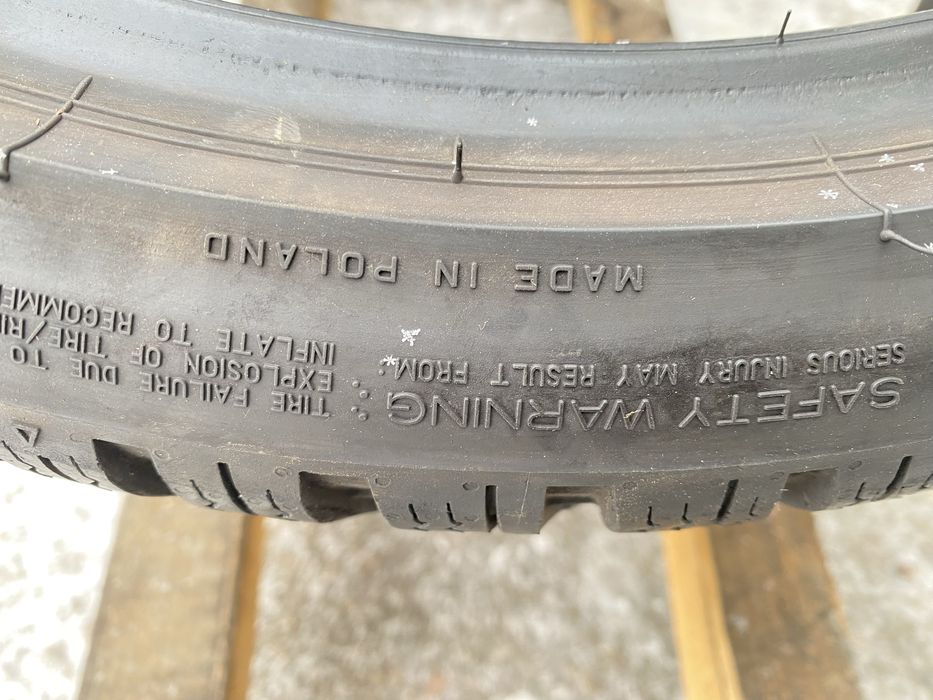 SAFETY WARNING
SERIOUS INJURY MAY RESULT FROM:
TIRE FAILURE DUE TO
EXPLOSION OF TIRE/RI
INFLATE TO RECOMME
MADE IN POLAND